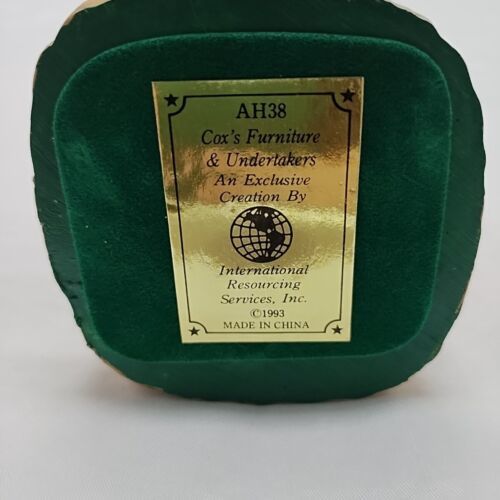 AH38
Cox's Furniture
& Undertakers
An Exclusive
Creation By
International
Resourcing
Services, Inc.
©1993
MADE IN CHINA